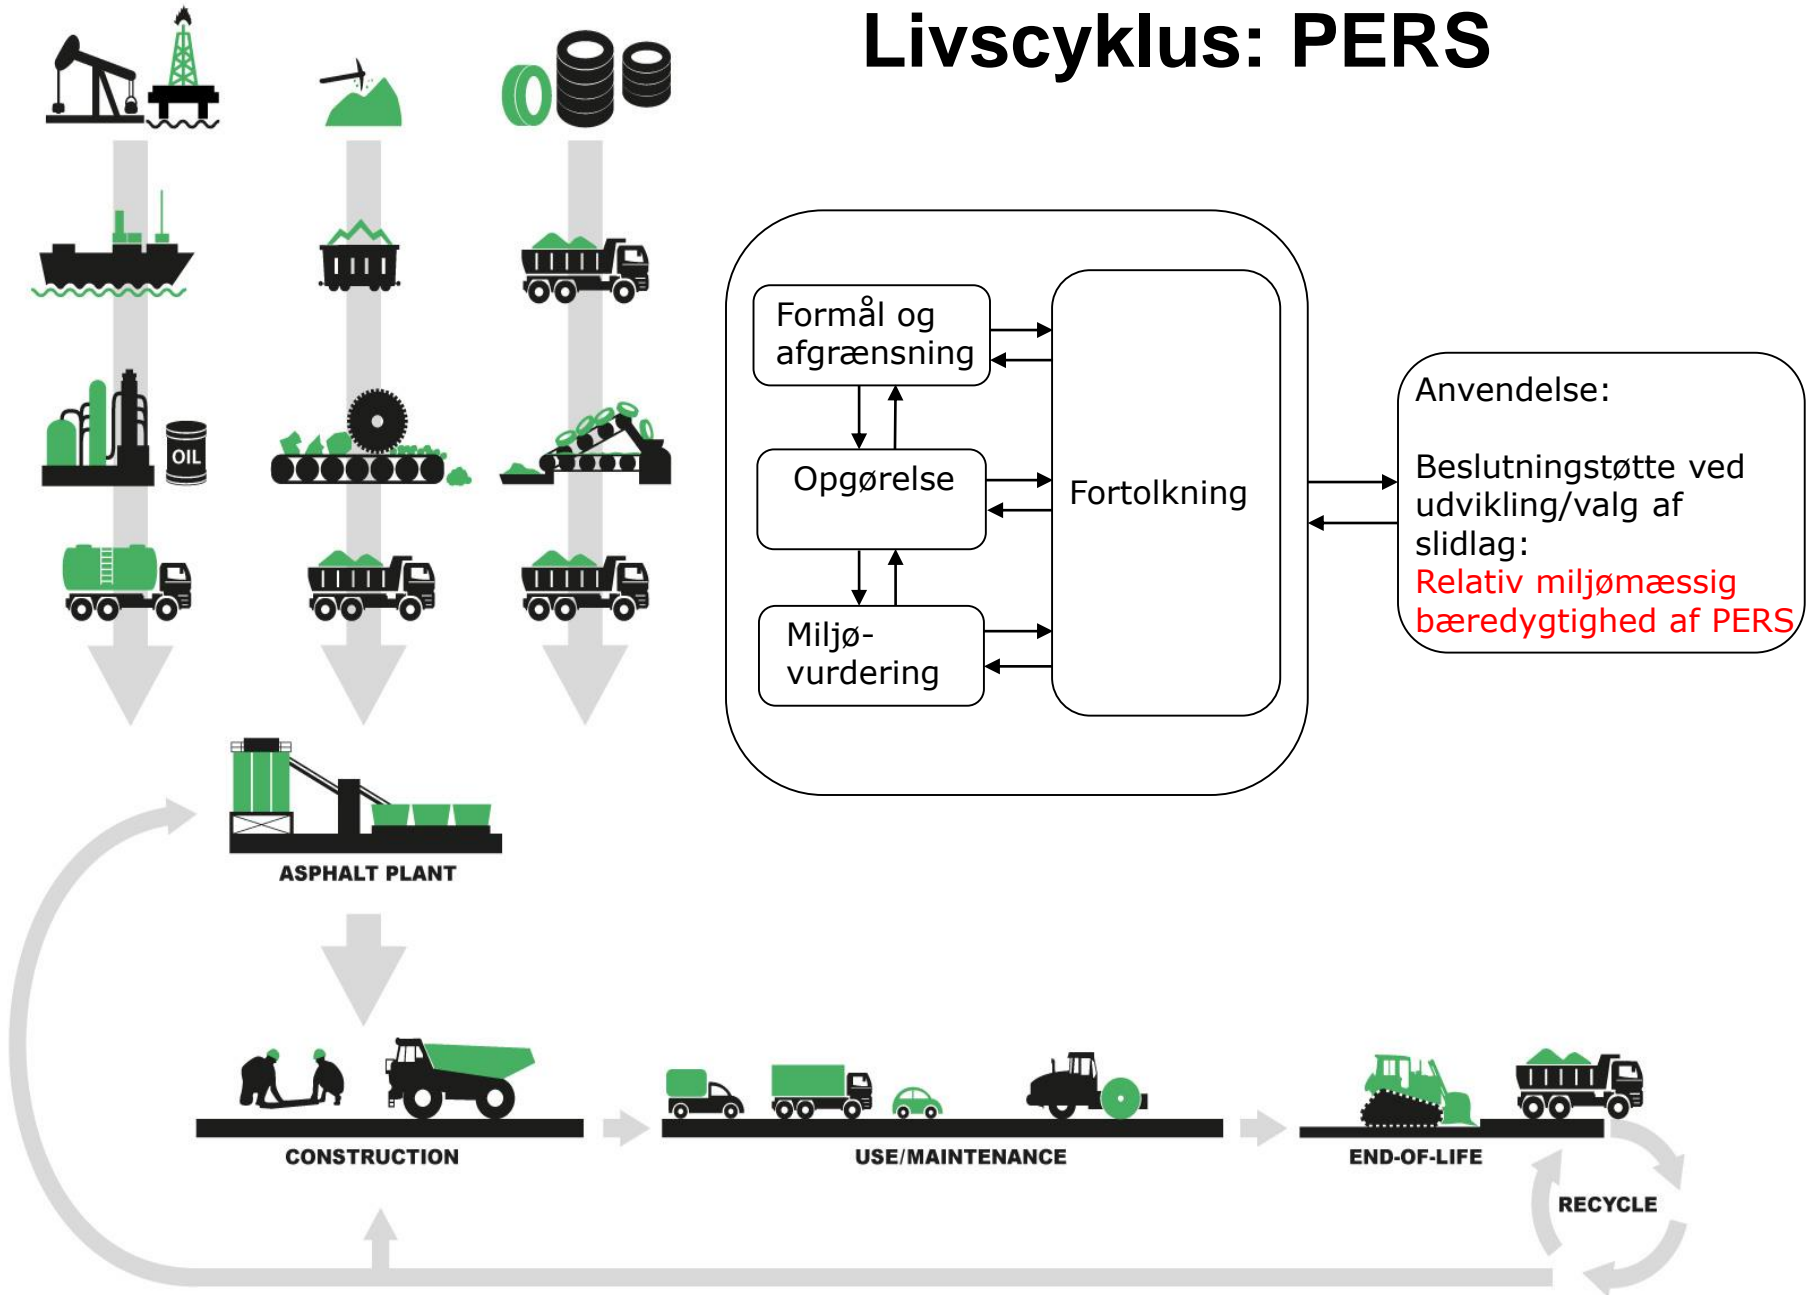 Livscyklus: PERS
OIL
Formål og
afgrænsning
Opgørelse
Miljø-
vurdering
Fortolkning
Anvendelse:
Beslutningstøtte ved
udvikling/valg af
slidlag:
Relativ miljømæssig
bæredygtighed af PERS
ASPHALT PLANT
CONSTRUCTION
USE/MAINTENANCE
END-OF-LIFE
RECYCLE